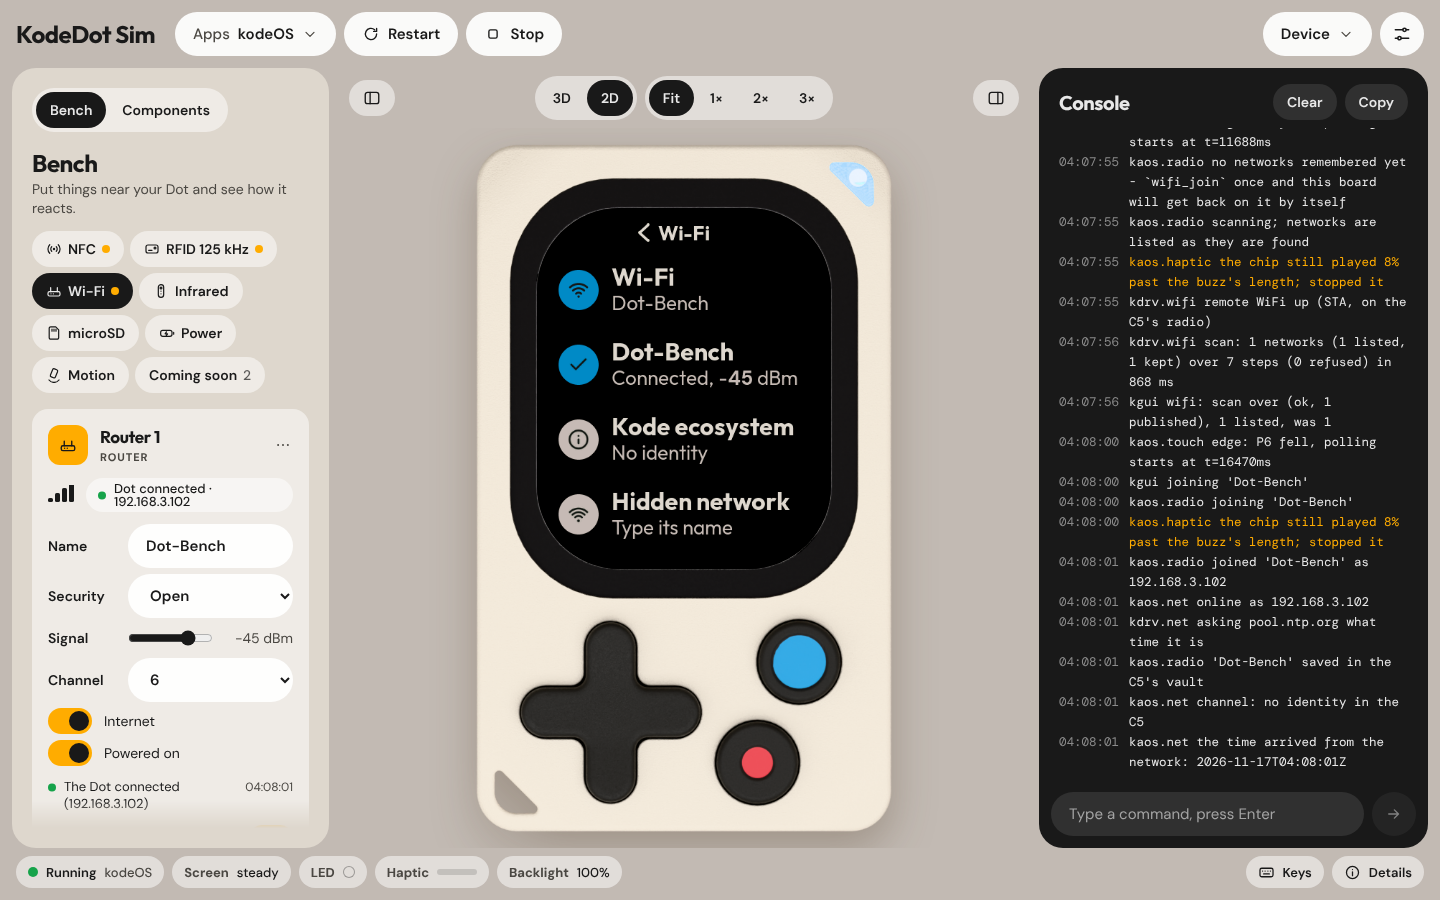 KodeDot Sim
Apps kodeOS
Restart
Stop
Device
Bench
Components
Bench
Put things near your Dot and see how it
reacts.
NFC
RFID 125 kHz
Wi-Fi
Infrared
microSD
Power
Motion
Coming soon 2
Router 1
ROUTER
Dot connected ·
192.168.3.102
Name
Dot-Bench
Security
Open
Signal
-45 dBm
Channel
6
Internet
Powered on
The Dot connected
(192.168.3.102)
04:08:01
3D
2D
Fit
1×
2×
3×
Wi-Fi
Wi-Fi
Dot-Bench
Dot-Bench
Connected, -45 dBm
Kode ecosystem
No identity
Hidden network
Type its name
Console
Clear
Copy
starts at t=11688ms
04:07:55 kaos.radio no networks remembered yet
- `wifi_join` once and this board
will get back on it by itself
04:07:55 kaos.radio scanning; networks are
listed as they are found
04:07:55 kaos.haptic the chip still played 8%
past the buzz's length; stopped it
04:07:55 kdrv.wifi remote WiFi up (STA, on the
C5's radio)
04:07:56 kdrv.wifi scan: 1 networks (1 listed,
1 kept) over 7 steps (0 refused) in
868 ms
04:07:56 kgui wifi: scan over (ok, 1
published), 1 listed, was 1
04:08:00 kaos.touch edge: P6 fell, polling
starts at t=16470ms
04:08:00 kgui joining 'Dot-Bench'
04:08:00 kaos.radio joining 'Dot-Bench'
04:08:00 kaos.haptic the chip still played 8%
past the buzz's length; stopped it
04:08:01 kaos.radio joined 'Dot-Bench' as
192.168.3.102
04:08:01 kaos.net online as 192.168.3.102
04:08:01 kdrv.net asking pool.ntp.org what
time it is
04:08:01 kaos.radio 'Dot-Bench' saved in the
C5's vault
04:08:01 kaos.net channel: no identity in the
C5
04:08:01 kaos.net the time arrived from the
network: 2026-11-17T04:08:01Z
Type a command, press Enter
Running kodeOS
Screen steady
LED
Haptic
Backlight 100%
Keys
Details